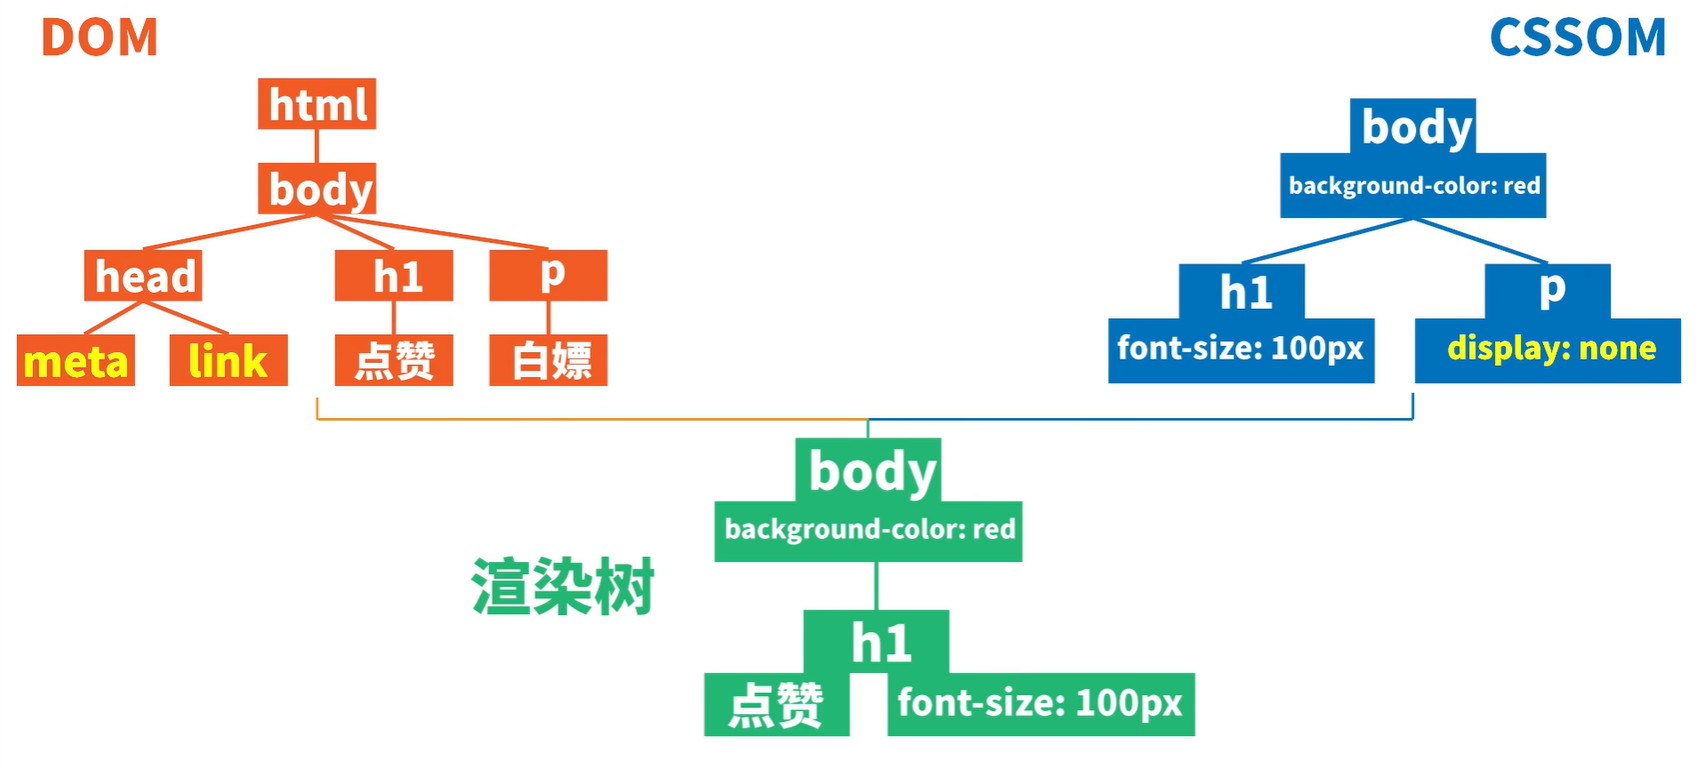 DOM
html
body
head
h1
p
meta
link
点赞
白嫖
CSSOM
body
background-color: red
h1
font-size: 100px
p
display: none
渲染树
body
background-color: red
h1
点赞
font-size: 100px